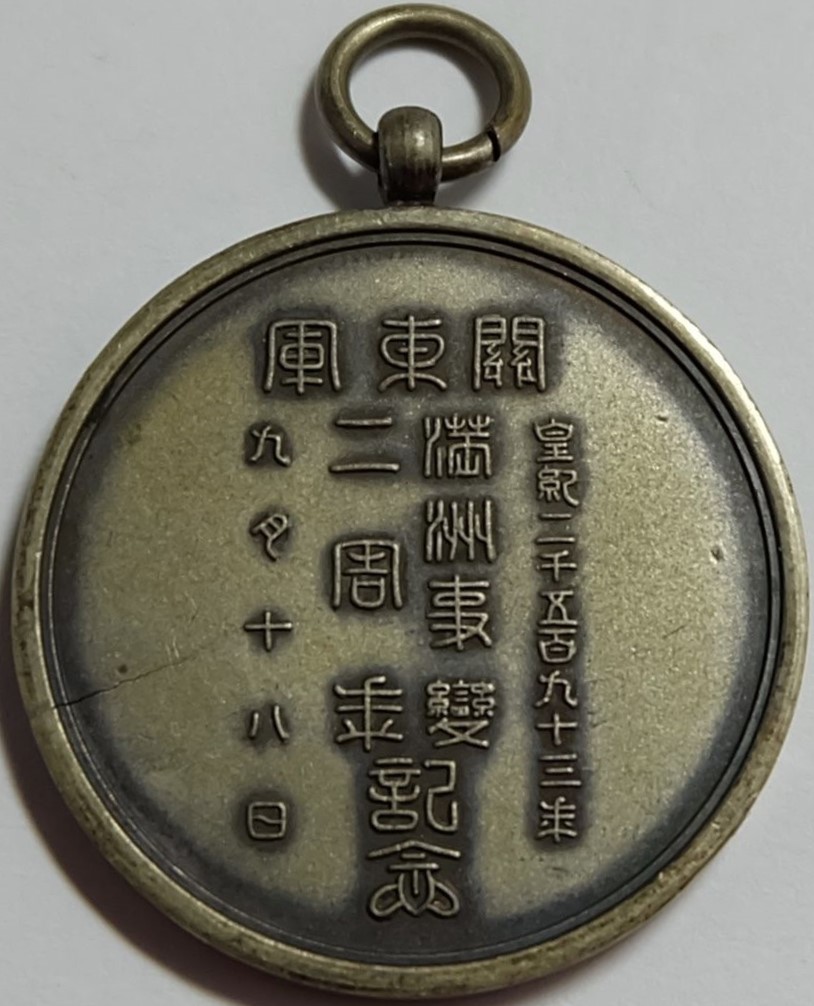 關東軍
皇紀二千五百九十三年
滿洲事變
二周年
記念
九月十八日